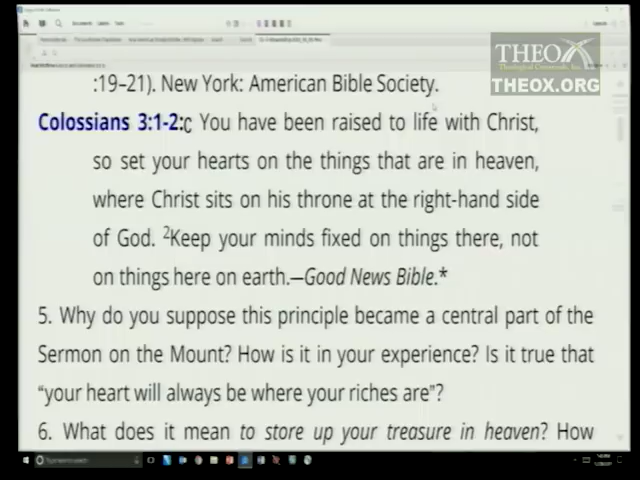 THEOX
THEOX.ORG
:19–21). New York: American Bible Society.
Colossians 3:1-2:C You have been raised to life with Christ,
so set your hearts on the things that are in heaven,
where Christ sits on his throne at the right-hand side
of God. ²Keep your minds fixed on things there, not
on things here on earth.—Good News Bible.*
5. Why do you suppose this principle became a central part of the
Sermon on the Mount? How is it in your experience? Is it true that
“your heart will always be where your riches are”?
6. What does it mean to store up your treasure in heaven? How